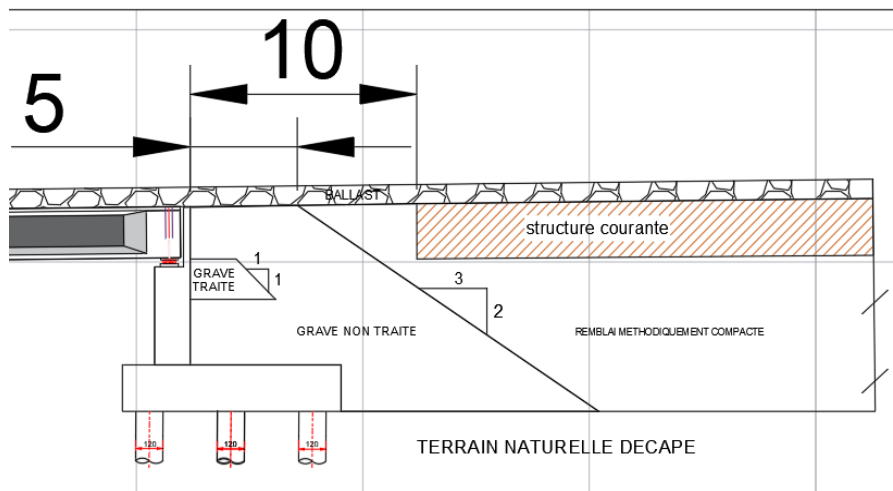 10
5
BALLAST
structure courante
1
GRAVE
TRAITE
1
3
2
GRAVE NON TRAITE
REMBLAI METHODIQUEMENT COMPACTE
120
120
120
TERRAIN NATURELLE DECAPE